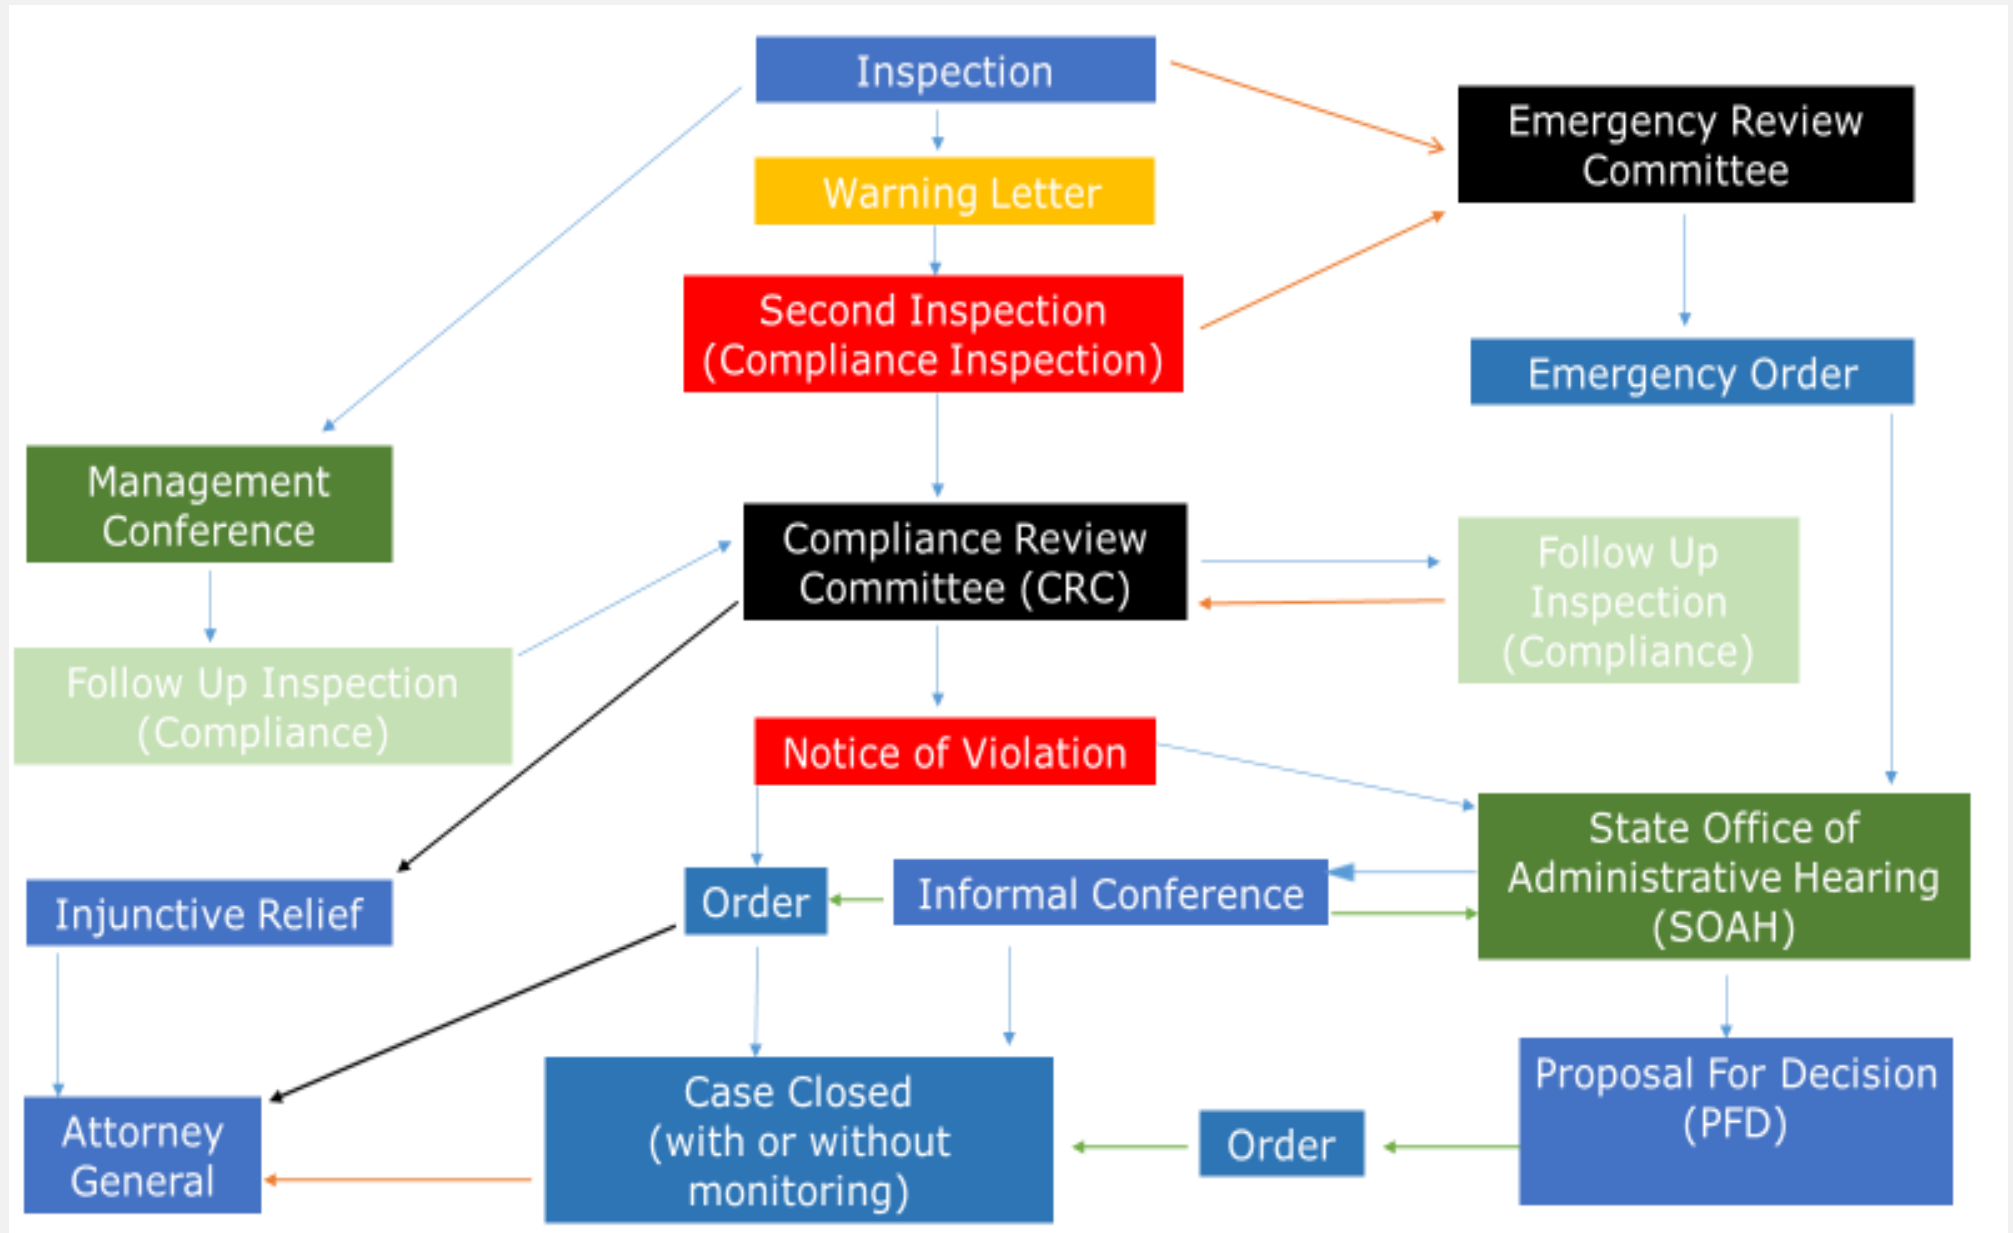 Inspection
Emergency Review
Committee
Warning Letter
Second Inspection
(Compliance Inspection)
Emergency Order
Management
Conference
Compliance Review
Committee (CRC)
Follow Up
Inspection
(Compliance)
Follow Up Inspection
(Compliance)
Notice of Violation
State Office of
Administrative Hearing
(SOAH)
Injunctive Relief
Order
Informal Conference
Proposal For Decision
(PFD)
Case Closed
(with or without
monitoring)
Order
Attorney
General